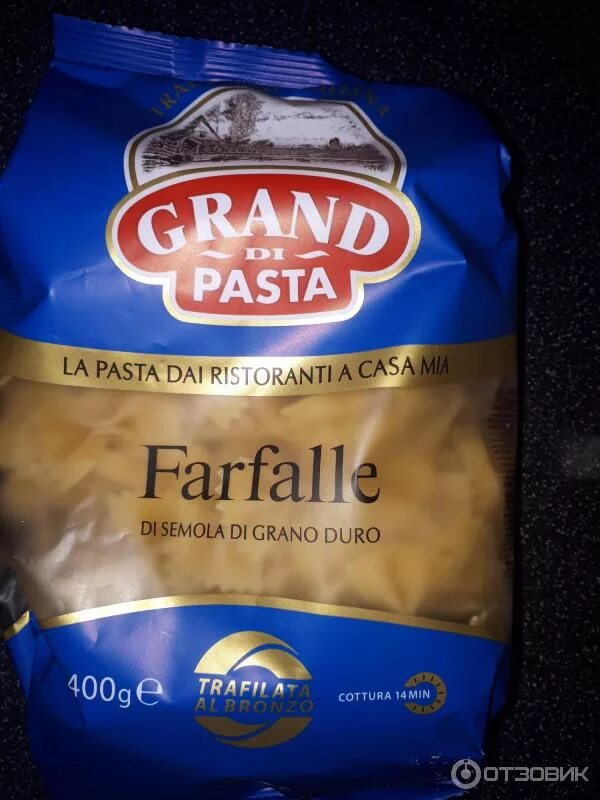 GRAND
DI
PASTA
LA PASTA DAI RISTORANTI A CASA MIA
Farfalle
DI SEMOLA DI GRANO DURO
400g℮
TRAFILATA
AL BRONZO
COTTURA 14 MIN
ОТЗОВИК